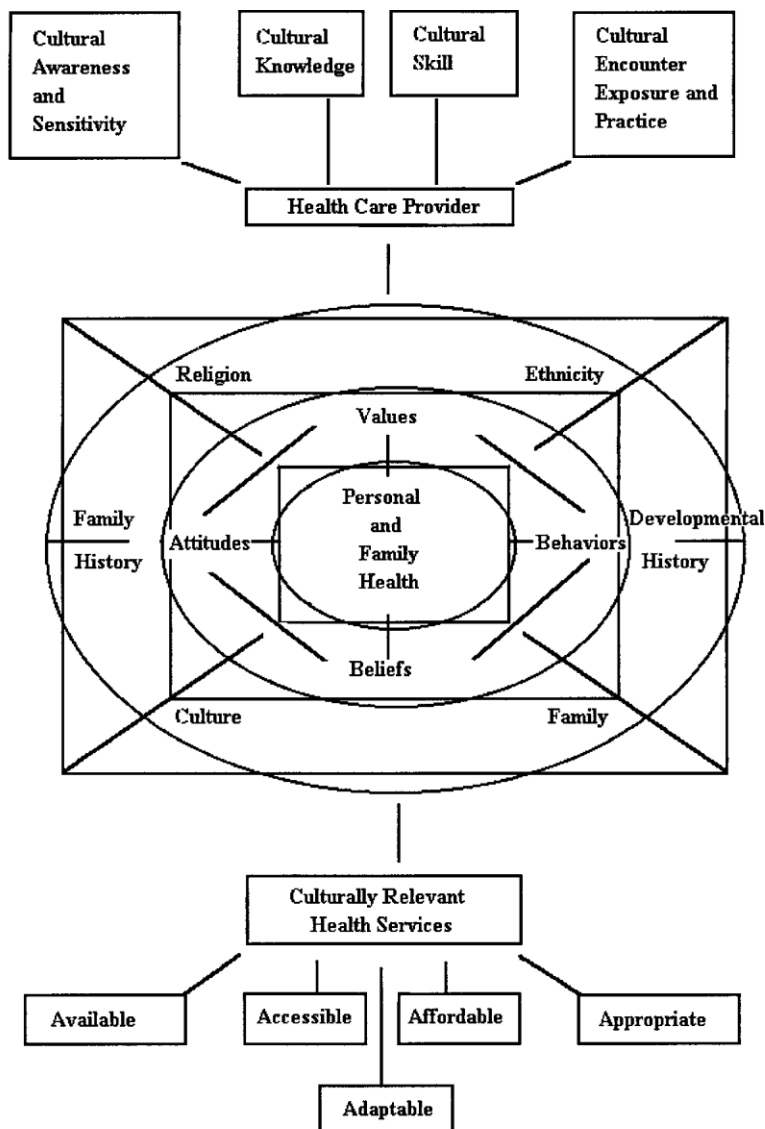 Cultural
Awareness
and
Sensitivity
Cultural
Knowledge
Cultural
Skill
Cultural
Encounter
Exposure and
Practice
Health Care Provider
Religion
Ethnicity
Values
Family
History
Attitudes
Personal
and
Family
Health
Behaviors
Developmental
History
Beliefs
Culture
Family
Culturally Relevant
Health Services
Available
Accessible
Affordable
Appropriate
Adaptable